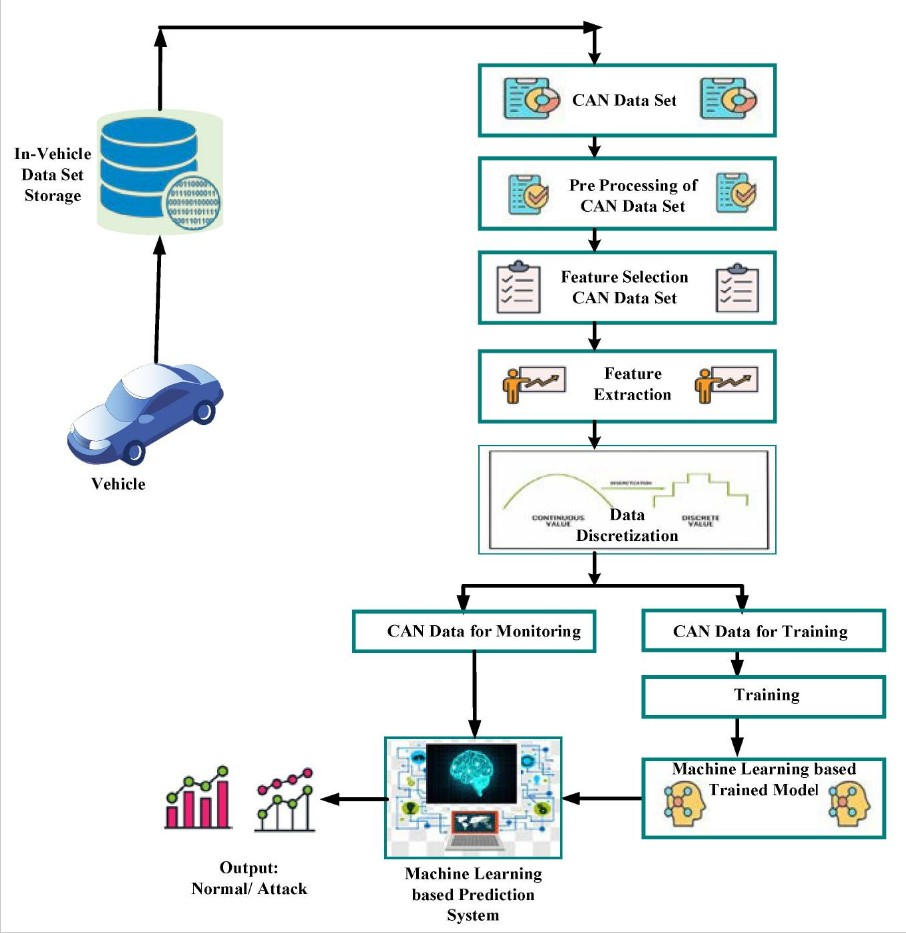 CAN Data Set
In-Vehicle
Data Set
Storage
Pre Processing of
CAN Data Set
Feature Selection
CAN Data Set
Feature
Extraction
Vehicle
DISCRETIZATION
CONTINUOUS
VALUE
DISCRETE
VALUE
Data
Discretization
CAN Data for Monitoring
CAN Data for Training
Training
Machine Learning based
Trained Model
Output:
Normal/ Attack
Machine Learning
based Prediction
System